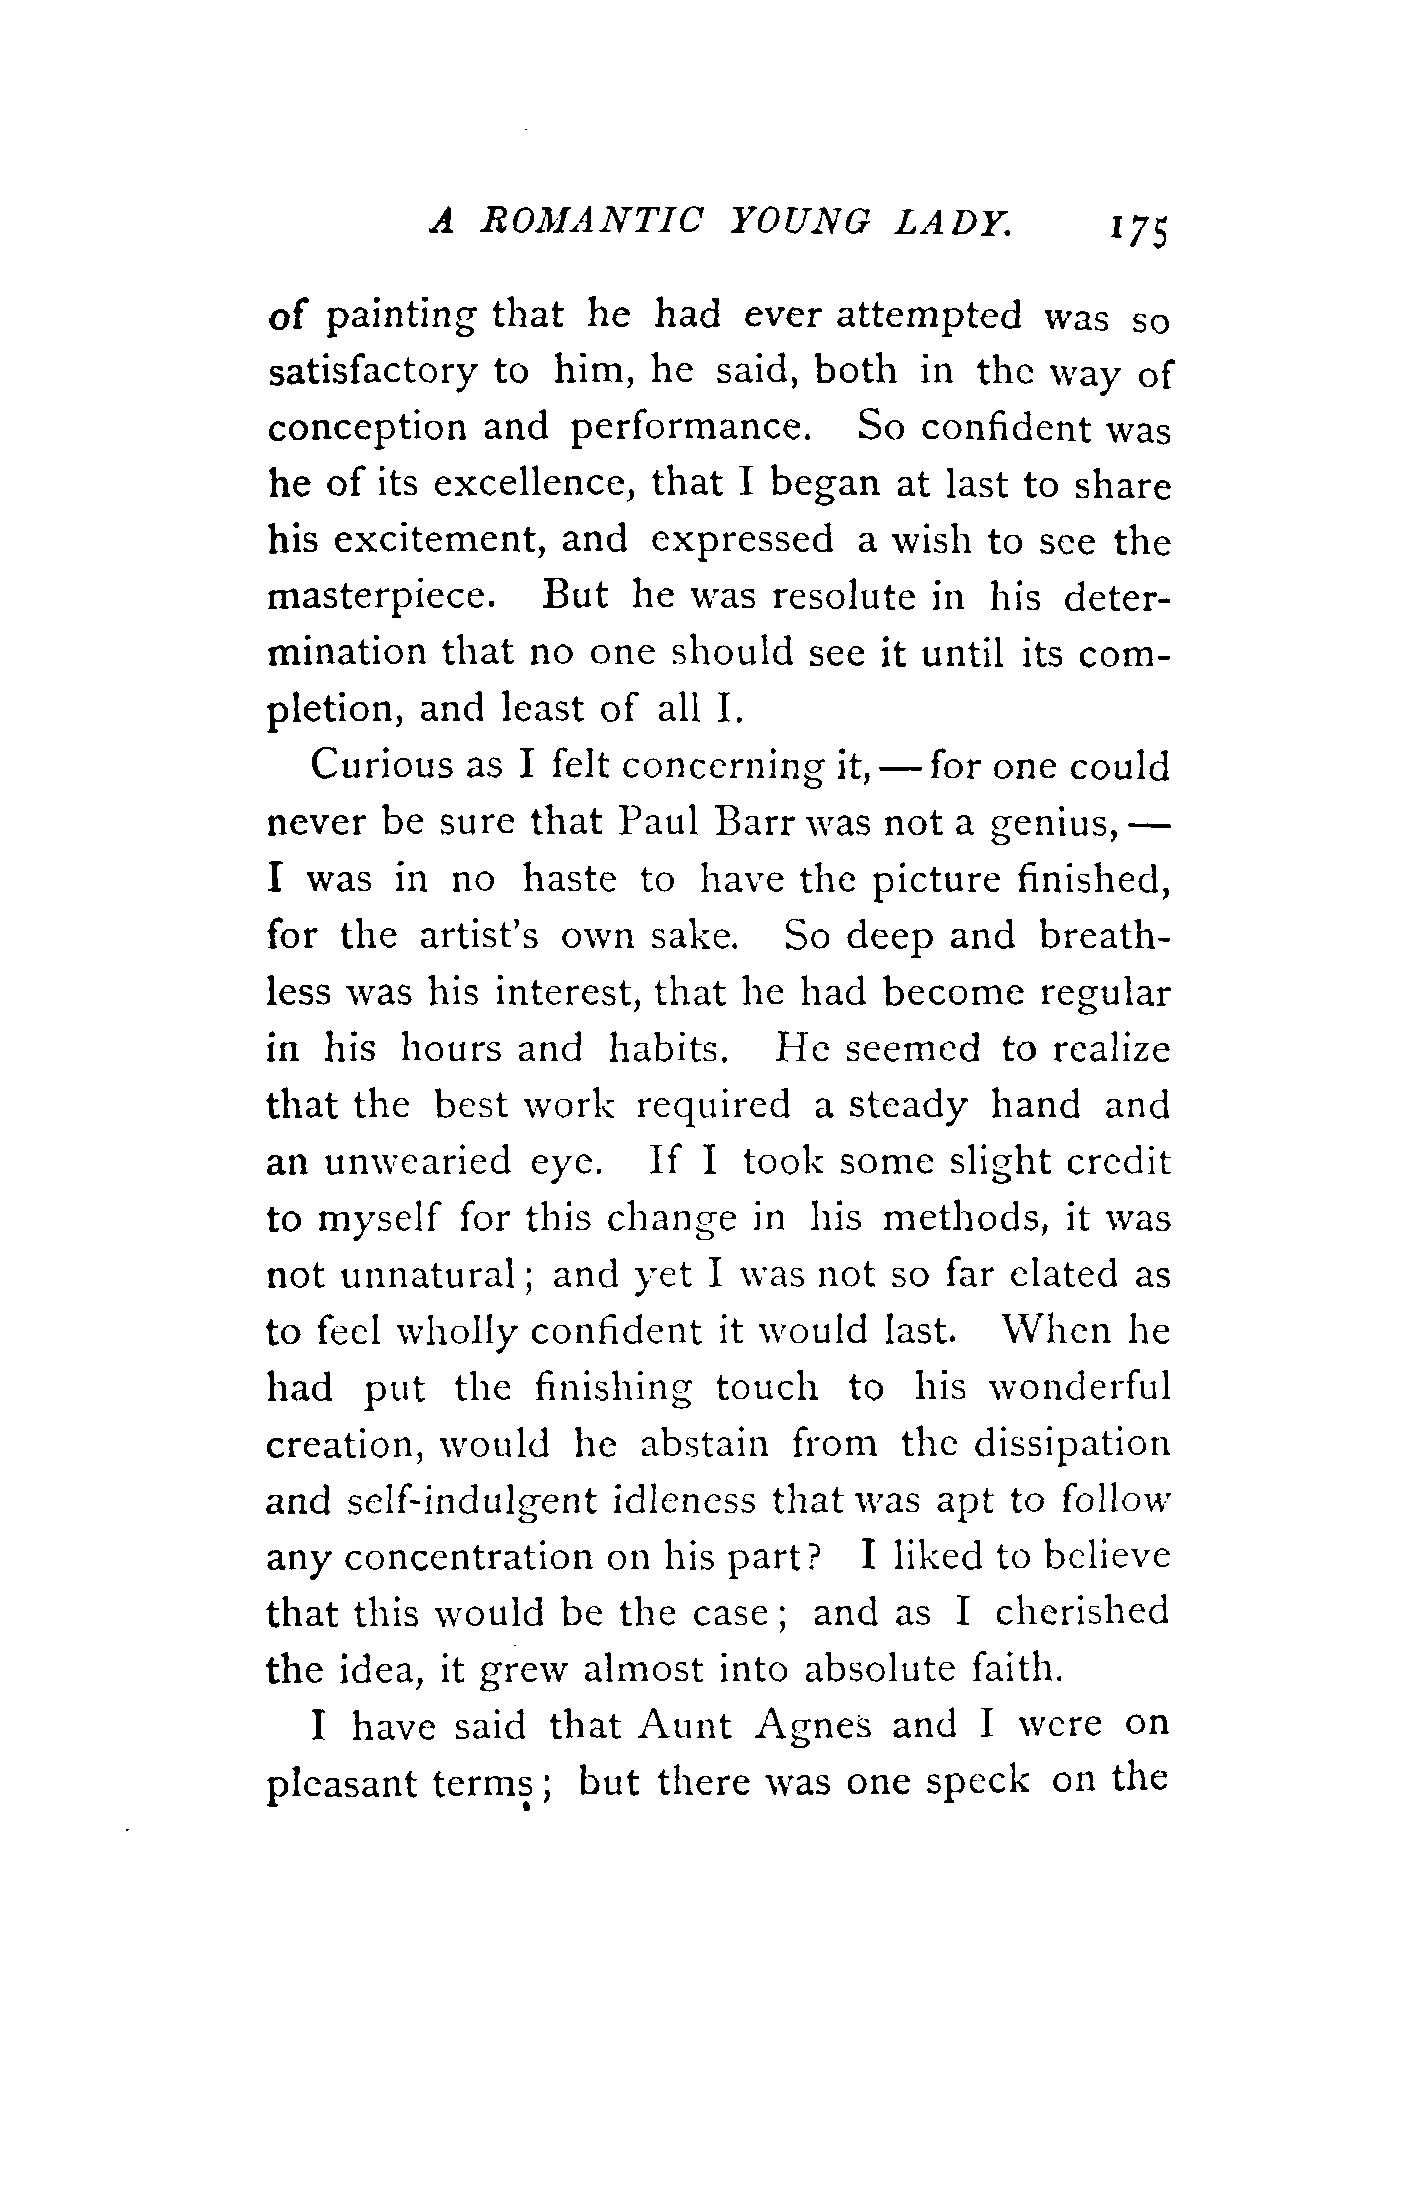 A ROMANTIC YOUNG LADY. 175
of painting that he had ever attempted was so
satisfactory to him, he said, both in the way of
conception and performance. So confident was
he of its excellence, that I began at last to share
his excitement, and expressed a wish to see the
masterpiece. But he was resolute in his deter-
mination that no one should see it until its com-
pletion, and least of all I.
Curious as I felt concerning it, — for one could
never be sure that Paul Barr was not a genius, —
I was in no haste to have the picture finished,
for the artist's own sake. So deep and breath-
less was his interest, that he had become regular
in his hours and habits. He seemed to realize
that the best work required a steady hand and
an unwearied eye. If I took some slight credit
to myself for this change in his methods, it was
not unnatural; and yet I was not so far elated as
to feel wholly confident it would last. When he
had put the finishing touch to his wonderful
creation, would he abstain from the dissipation
and self-indulgent idleness that was apt to follow
any concentration on his part? I liked to believe
that this would be the case; and as I cherished
the idea, it grew almost into absolute faith.
I have said that Aunt Agnes and I were on
pleasant terms; but there was one speck on the